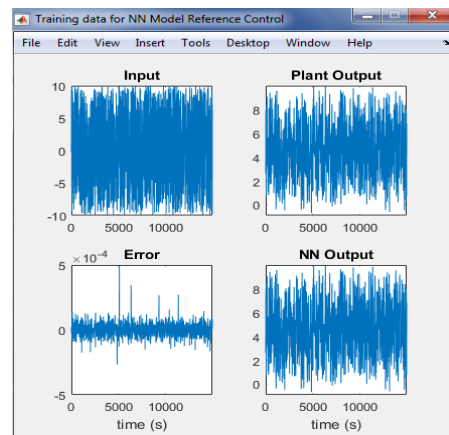 Training data for NN Model Reference Control
File Edit View Insert Tools Desktop Window Help
Input
10
5
0
-5
-10
0 5000 10000
Plant Output
8
6
4
2
0
0 5000 10000
Error
×10⁻⁴
5
0
-5
0 5000 10000
time (s)
NN Output
8
6
4
2
0
0 5000 10000
time (s)